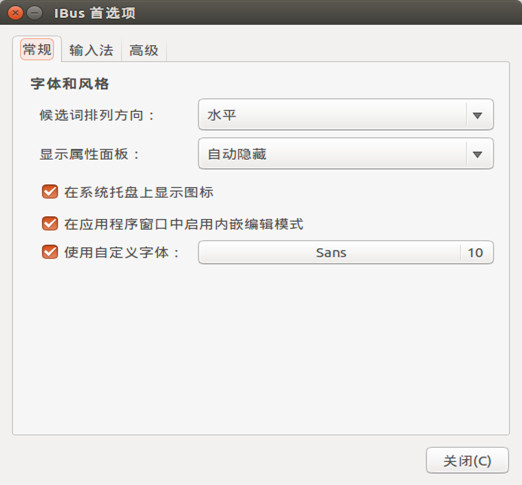 IBus 首选项
常规 输入法 高级
字体和风格
候选词排列方向： 水平
显示属性面板： 自动隐藏
在系统托盘上显示图标
在应用程序窗口中启用内嵌编辑模式
使用自定义字体： Sans 10
关闭(C)